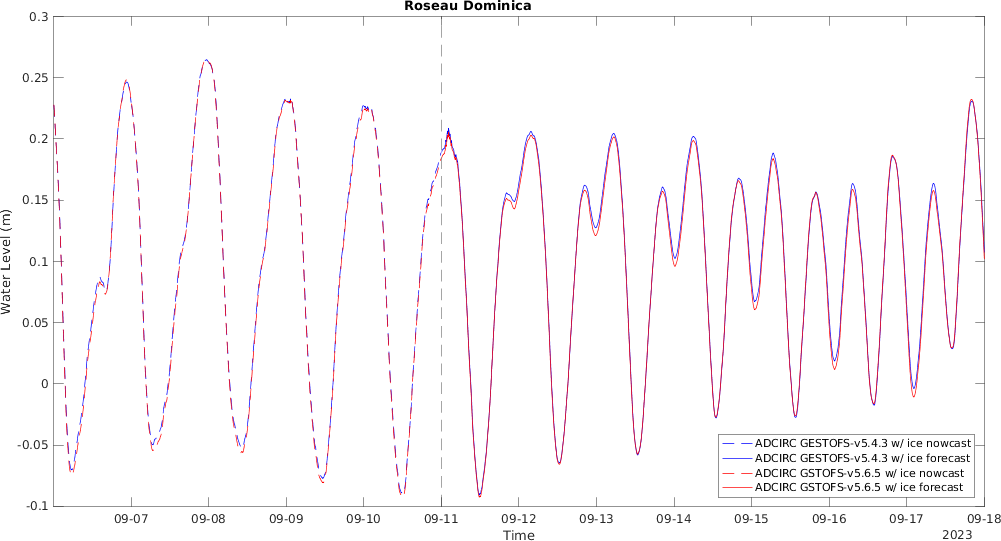 Roseau Dominica
0.3
0.25
0.2
0.15
0.1
0.05
0
-0.05
-0.1
Water Level (m)
ADCIRC GESTOFS-v5.4.3 w/ ice nowcast
ADCIRC GESTOFS-v5.4.3 w/ ice forecast
ADCIRC GSTOFS-v5.6.5 w/ ice nowcast
ADCIRC GSTOFS-v5.6.5 w/ ice forecast
09-07 09-08 09-09 09-10 09-11 09-12 09-13 09-14 09-15 09-16 09-17 09-18
Time
2023